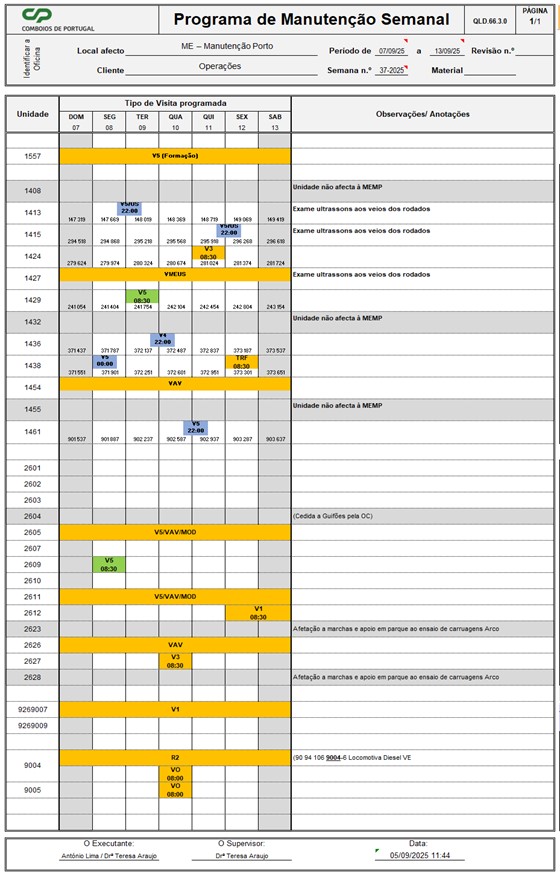 CP
COMBOIOS DE PORTUGAL
Programa de Manutenção Semanal
QLD.66.3.0
PÁGINA
1/1
Identificar a Oficina
Local afecto ME – Manutenção Porto
Período de 07/09/25 a 13/09/25 Revisão n.º
Cliente Operações
Semana n.º 37-2025 Material
Unidade Tipo de Visita programada Observações/ Anotações
DOM SEG TER QUA QUI SEX SAB
07 08 09 10 11 12 13
1557 V5 (Formação)
1408 Unidade não afecta à MEMP
1413 V5/US 22:00 Exame ultrassons aos veios dos rodados
147 319 147 669 148 019 148 369 148 719 149 069 149 419
1415 V5/US 22:00 Exame ultrassons aos veios dos rodados
294 518 294 868 295 218 295 568 295 918 296 268 296 618
1424 V3 08:30
279 624 279 974 280 324 280 674 281 024 281 374 281 724
1427 Exame ultrassons aos veios dos rodados
1429 V5 08:30
241 054 241 404 241 754 242 104 242 454 242 804 243 154
1432 Unidade não afecta à MEMP
1436 V4 22:00
371 437 371 787 372 137 372 487 372 837 373 187 373 537
1438 V5 00:00 TRF 08:30
371 551 371 901 372 251 372 601 372 951 373 301 373 651
1454 VAV
1455 Unidade não afecta à MEMP
1461 V5 22:00
901 537 901 887 902 237 902 587 902 937 903 287 903 637
2601
2602
2603
2604 (Cedida a Guifões pela OC)
2605 V5/VAV/MOD
2607
2609 V5 08:30
2610
2611 V5/VAV/MOD
2612 V1 08:30
2623 Afetação a marchas e apoio em parque ao ensaio de carruagens Arco
2626 VAV
2627 V3 08:30
2628 Afetação a marchas e apoio em parque ao ensaio de carruagens Arco
9269007 V1
9269009
9004 R2 (90 94 106 9004-6 Locomotiva Diesel VE
VO 08:00
9005 VO 08:00
O Executante: O Supervisor: Data:
António Lima / Drª Teresa Araujo Drª Teresa Araujo 05/09/2025 11:44